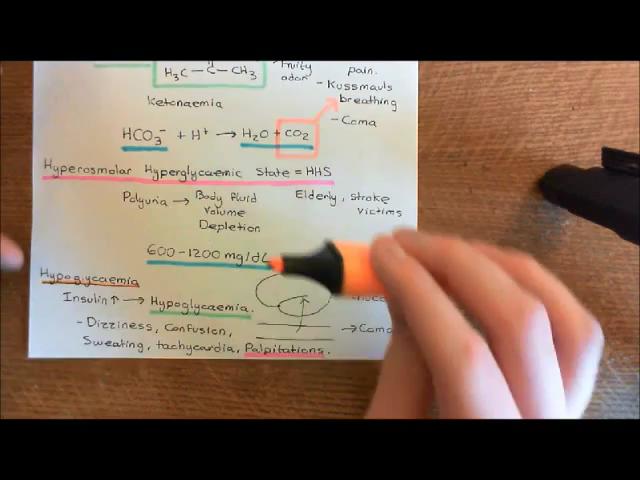 H₃C — C — CH₃
Fruity
odor
pain.
- Kussmauls
breathing
Ketonaemia
- Coma
HCO₃⁻ + H⁺ → H₂O + CO₂
Hyperosmolar Hyperglycaemic State = HHS
Polyuria → Body Fluid
Volume
Depletion
Elderly, stroke
victims
600-1200 mg/dL
Hypoglycaemia
Insulin ↑ → Hypoglycaemia.
- Dizziness, confusion,
Sweating, tachycardia, Palpitations.
→ Coma